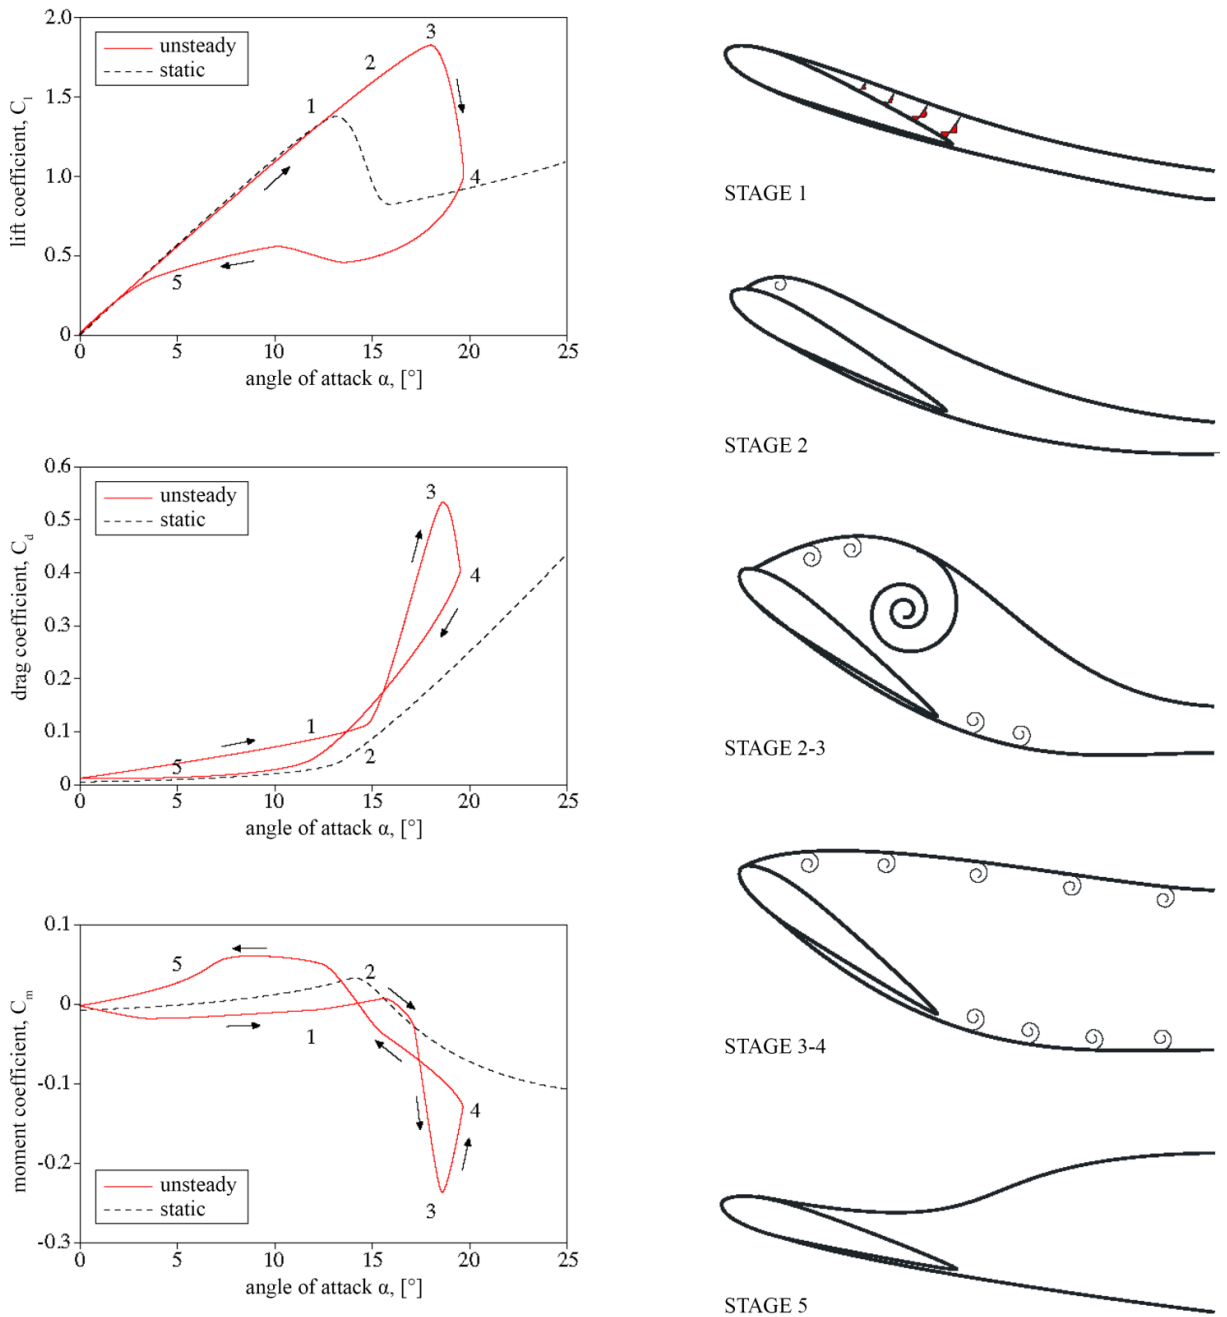 2.0
1.5
1.0
0.5
0
lift coefficient, C_l
unsteady
static
1
2
3
4
5
0
5
10
15
20
25
angle of attack α, [°]
0.6
0.5
0.4
0.3
0.2
0.1
0
drag coefficient, C_d
unsteady
static
3
4
1
2
5
0
5
10
15
20
25
angle of attack α, [°]
0.1
0
-0.1
-0.2
-0.3
moment coefficient, C_m
5
2
1
4
3
unsteady
static
0
5
10
15
20
25
angle of attack α, [°]
STAGE 1
STAGE 2
STAGE 2-3
STAGE 3-4
STAGE 5